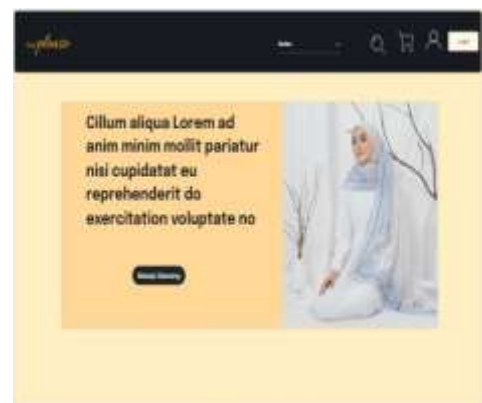 Cillum aliqua Lorem ad
anim minim mollit pariatur
nisi cupidatat eu
reprehenderit do
exercitation voluptate no